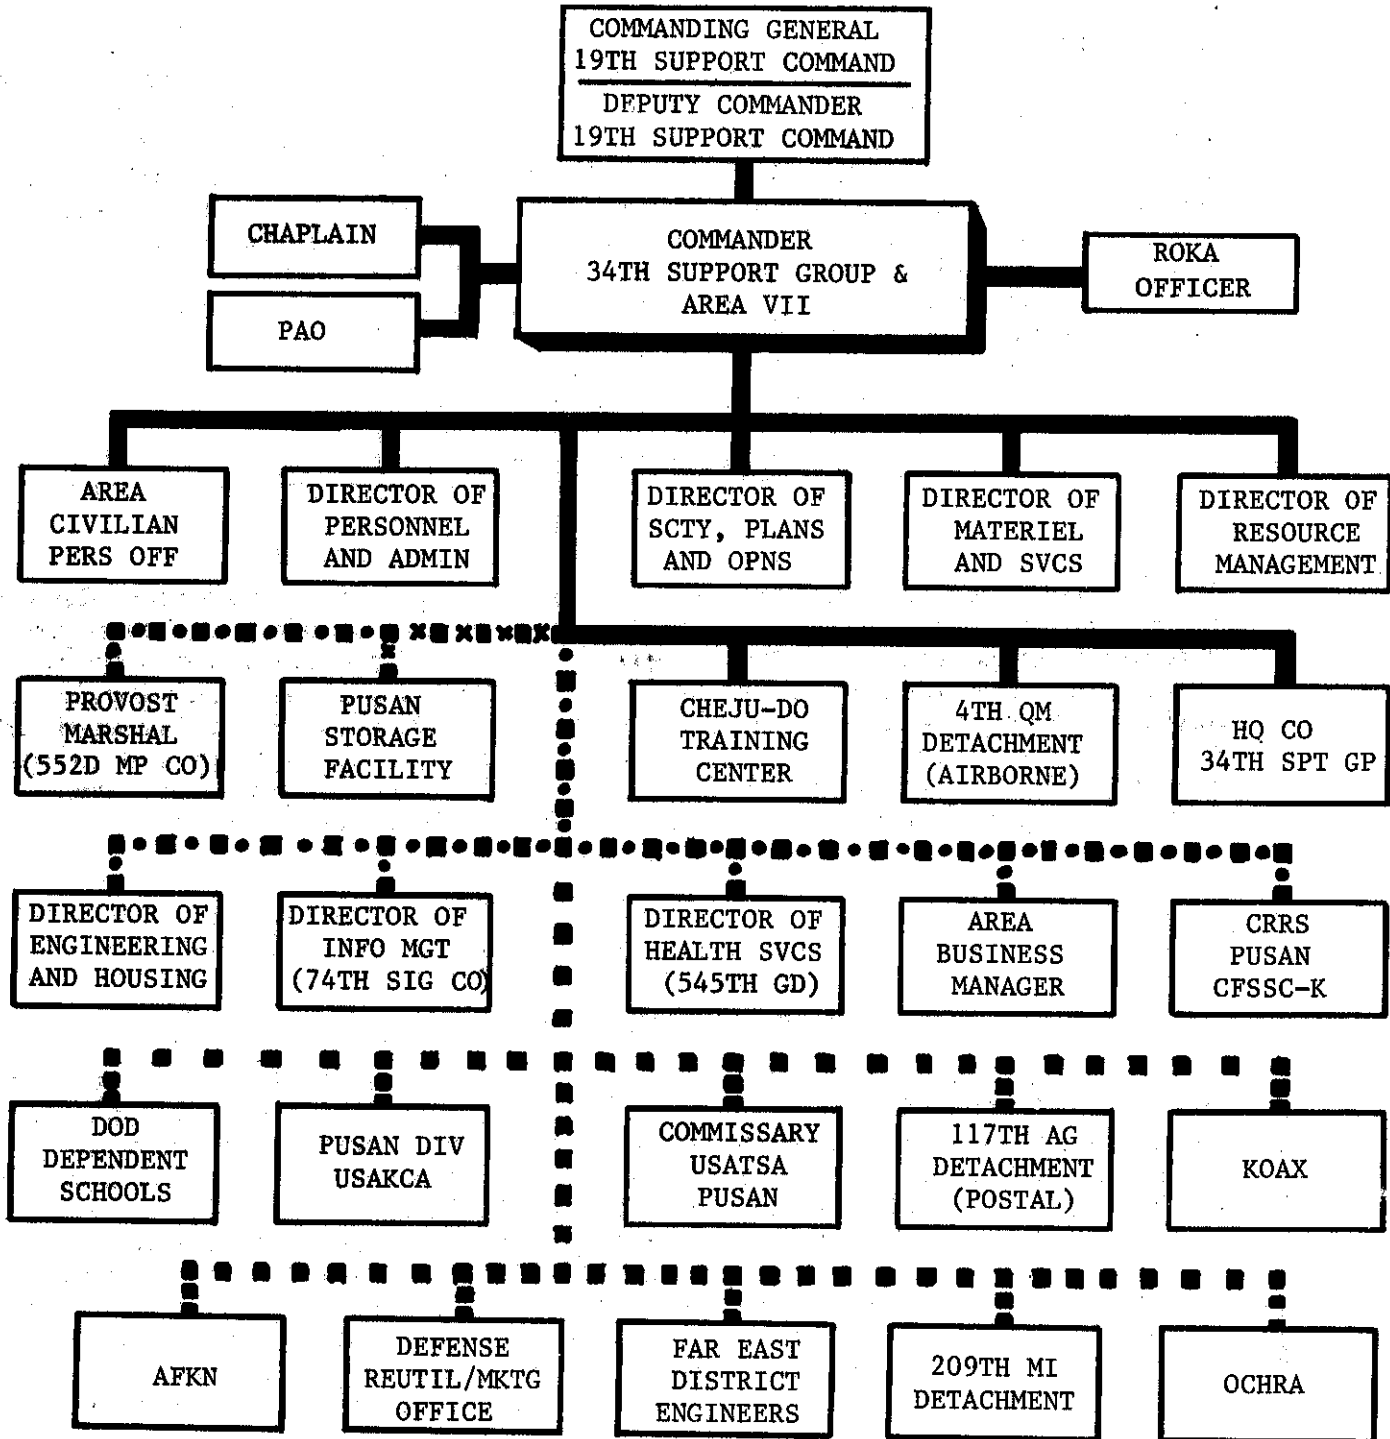 COMMANDING GENERAL
19TH SUPPORT COMMAND
DEPUTY COMMANDER
19TH SUPPORT COMMAND
CHAPLAIN
PAO
COMMANDER
34TH SUPPORT GROUP &
AREA VII
ROKA
OFFICER
AREA
CIVILIAN
PERS OFF
DIRECTOR OF
PERSONNEL
AND ADMIN
DIRECTOR OF
SCTY, PLANS
AND OPNS
DIRECTOR OF
MATERIEL
AND SVCS
DIRECTOR OF
RESOURCE
MANAGEMENT
PROVOST
MARSHAL
(552D MP CO)
PUSAN
STORAGE
FACILITY
CHEJU-DO
TRAINING
CENTER
4TH QM
DETACHMENT
(AIRBORNE)
HQ CO
34TH SPT GP
DIRECTOR OF
ENGINEERING
AND HOUSING
DIRECTOR OF
INFO MGT
(74TH SIG CO)
DIRECTOR OF
HEALTH SVCS
(545TH GD)
AREA
BUSINESS
MANAGER
CRRS
PUSAN
CFSSC-K
DOD
DEPENDENT
SCHOOLS
PUSAN DIV
USAKCA
COMMISSARY
USATSA
PUSAN
117TH AG
DETACHMENT
(POSTAL)
KOAX
AFKN
DEFENSE
REUTIL/MKTG
OFFICE
FAR EAST
DISTRICT
ENGINEERS
209TH MI
DETACHMENT
OCHRA